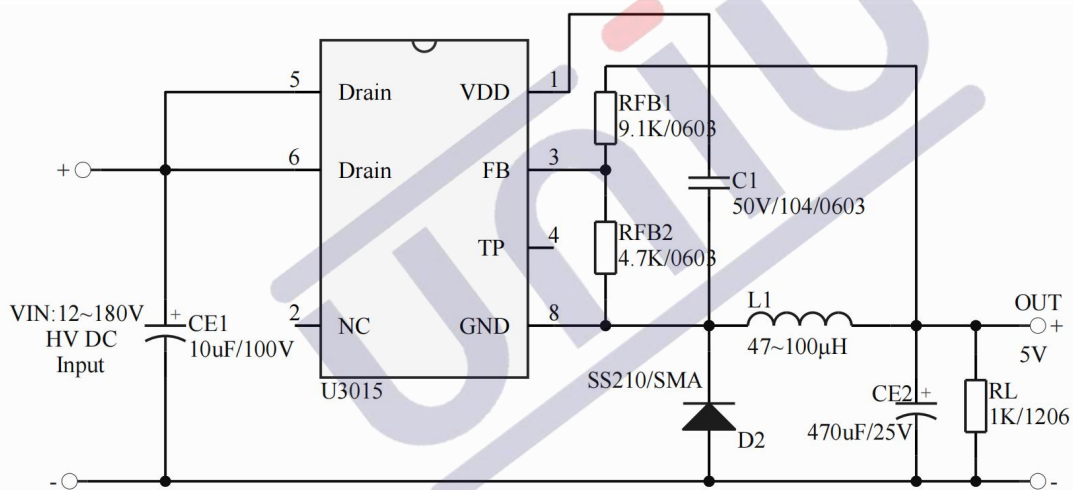 5
Drain
VDD
1
RFB1
9.1K/0603
+
6
Drain
FB
3
C1
50V/104/0603
RFB2
4.7K/0603
TP
4
VIN:12~180V
HV DC
Input
+
CE1
10uF/100V
2
NC
GND
8
L1
47~100μH
OUT
+
5V
U3015
SS210/SMA
D2
CE2
+
470uF/25V
RL
1K/1206
-
-
uniu